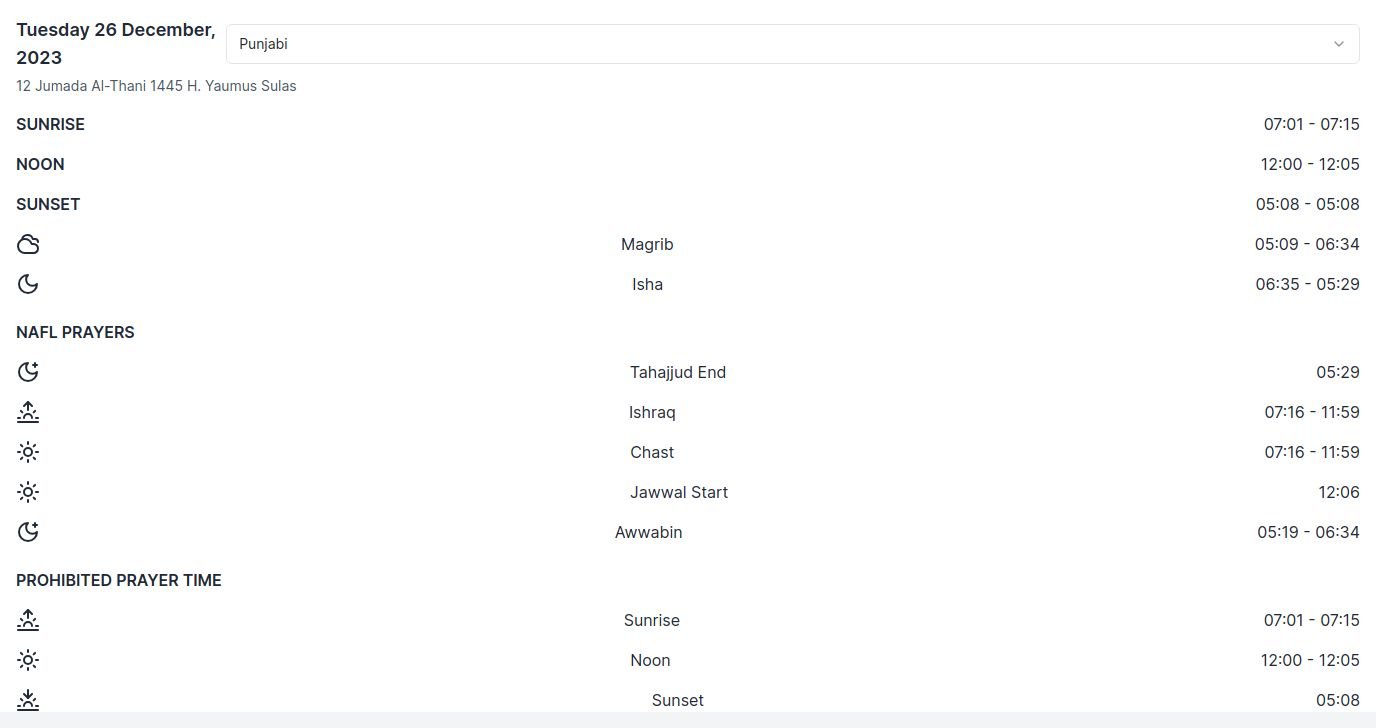 Tuesday 26 December,
2023
Punjabi
12 Jumada Al-Thani 1445 H. Yaumus Sulas
SUNRISE 07:01 - 07:15
NOON 12:00 - 12:05
SUNSET 05:08 - 05:08
Magrib 05:09 - 06:34
Isha 06:35 - 05:29
NAFL PRAYERS
Tahajjud End 05:29
Ishraq 07:16 - 11:59
Chast 07:16 - 11:59
Jawwal Start 12:06
Awwabin 05:19 - 06:34
PROHIBITED PRAYER TIME
Sunrise 07:01 - 07:15
Noon 12:00 - 12:05
Sunset 05:08